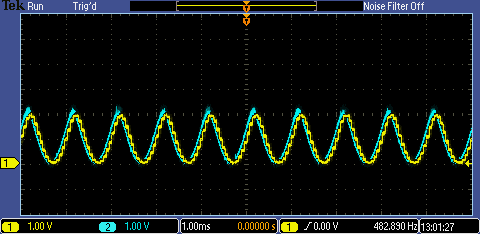 Tek Run Trig'd Noise Filter Off
T
T
1
1 1.00 V 2 1.00 V 1.00ms 0.00000 s 1 0.00 V 482.890 Hz 13:01:27